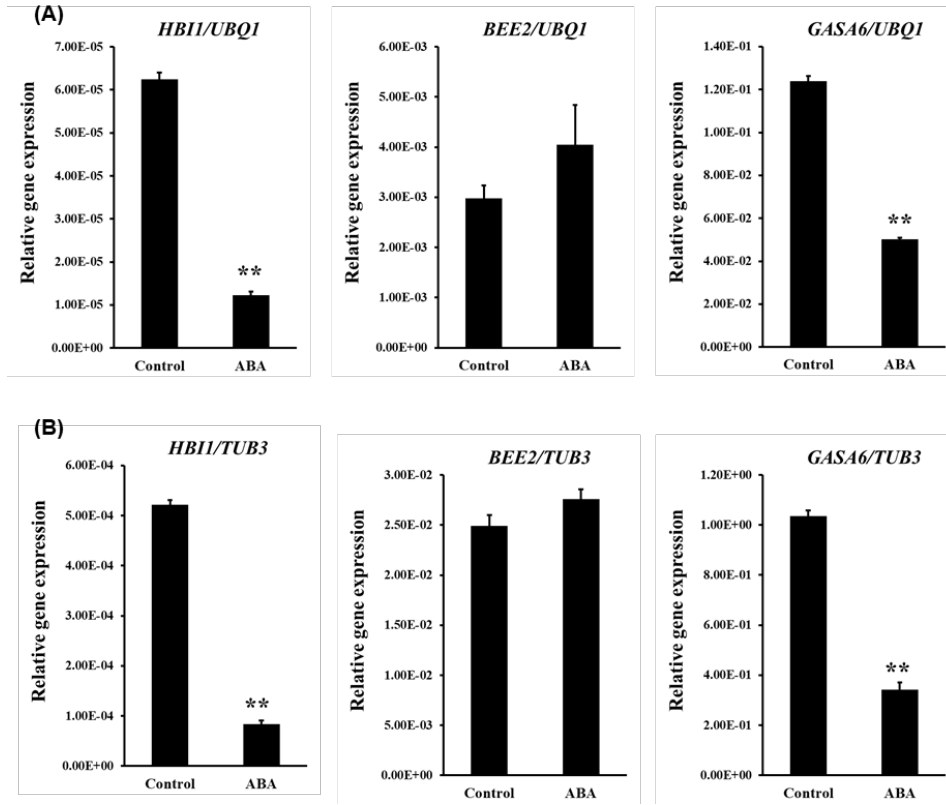 (A)
HBI1/UBQ1
Relative gene expression
7.00E-05
6.00E-05
5.00E-05
4.00E-05
3.00E-05
2.00E-05
1.00E-05
0.00E+00
**
Control ABA
BEE2/UBQ1
Relative gene expression
6.00E-03
5.00E-03
4.00E-03
3.00E-03
2.00E-03
1.00E-03
0.00E+00
Control ABA
GASA6/UBQ1
Relative gene expression
1.40E-01
1.20E-01
1.00E-01
8.00E-02
6.00E-02
4.00E-02
2.00E-02
0.00E+00
**
Control ABA
(B)
HBI1/TUB3
Relative gene expression
6.00E-04
5.00E-04
4.00E-04
3.00E-04
2.00E-04
1.00E-04
0.00E+00
**
Control ABA
BEE2/TUB3
Relative gene expression
3.00E-02
2.50E-02
2.00E-02
1.50E-02
1.00E-02
5.00E-03
0.00E+00
Control ABA
GASA6/TUB3
Relative gene expression
1.20E+00
1.00E+00
8.00E-01
6.00E-01
4.00E-01
2.00E-01
0.00E+00
**
Control ABA